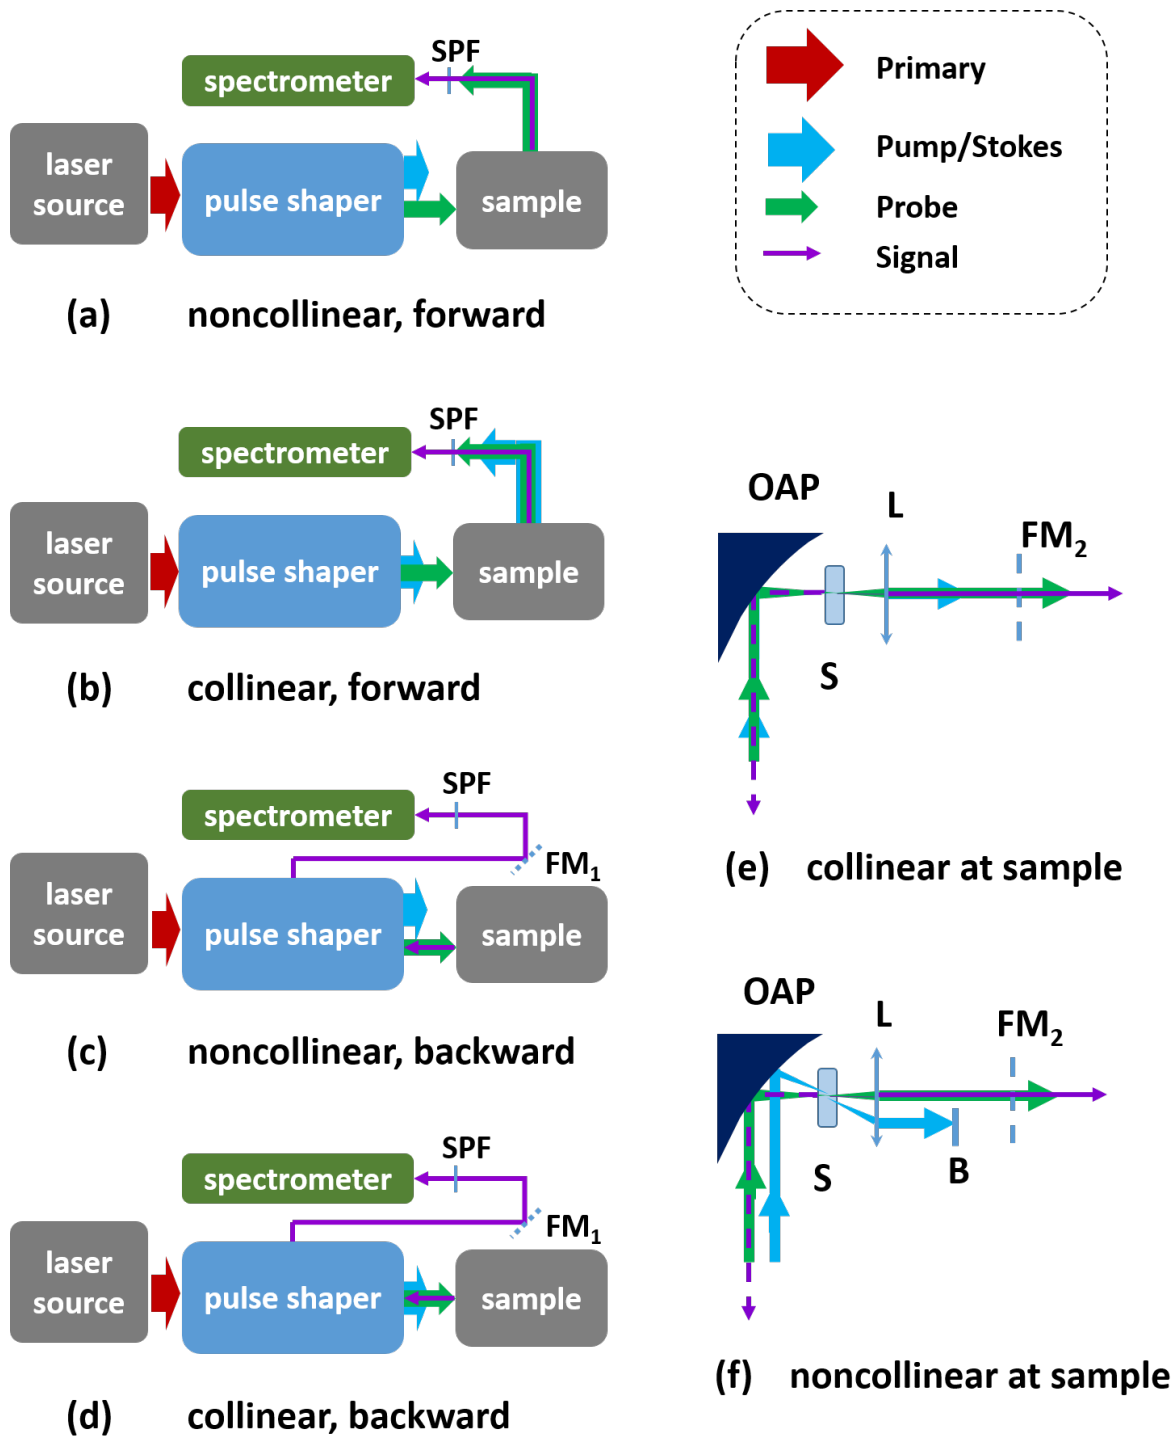 SPF
spectrometer
laser
source
pulse shaper
sample
(a) noncollinear, forward
Primary
Pump/Stokes
Probe
Signal
SPF
spectrometer
laser
source
pulse shaper
sample
(b) collinear, forward
SPF
spectrometer
FM₁
laser
source
pulse shaper
sample
(c) noncollinear, backward
SPF
spectrometer
FM₁
laser
source
pulse shaper
sample
(d) collinear, backward
OAP
L
FM₂
S
(e) collinear at sample
OAP
L
FM₂
S
B
(f) noncollinear at sample